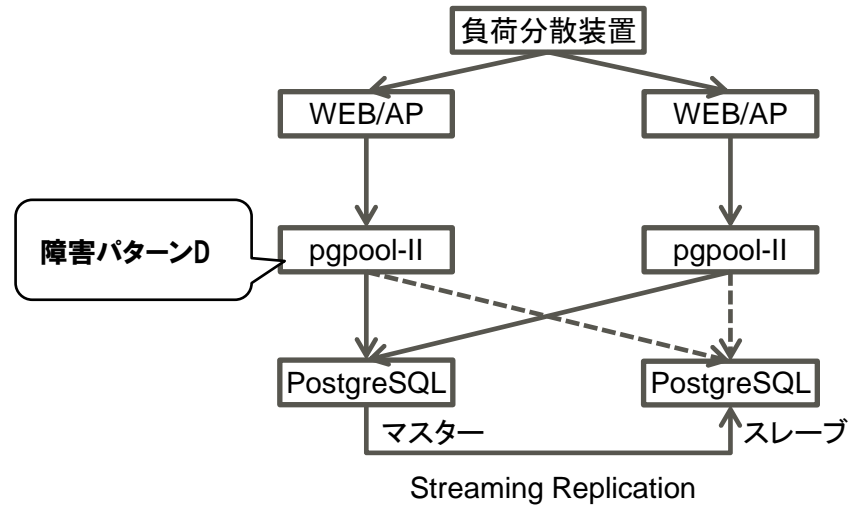 負荷分散装置
WEB/AP
WEB/AP
障害パターンD
pgpool-II
pgpool-II
PostgreSQL
PostgreSQL
マスター
スレーブ
Streaming Replication